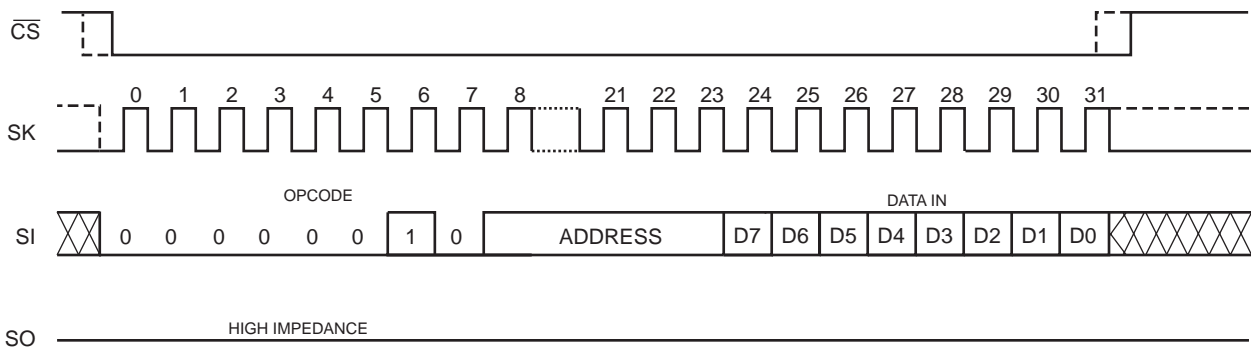 CS
SK
0 1 2 3 4 5 6 7 8 21 22 23 24 25 26 27 28 29 30 31
OPCODE
DATA IN
SI
0 0 0 0 0 0 1 0 ADDRESS D7 D6 D5 D4 D3 D2 D1 D0
HIGH IMPEDANCE
SO